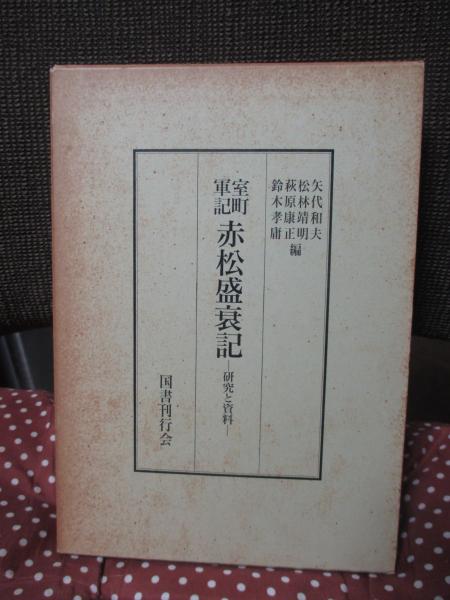 矢代和夫
松林靖明
萩原康正
鈴木孝庸
編
室町
軍記
赤松盛衰記
―研究と資料―
国書刊行会